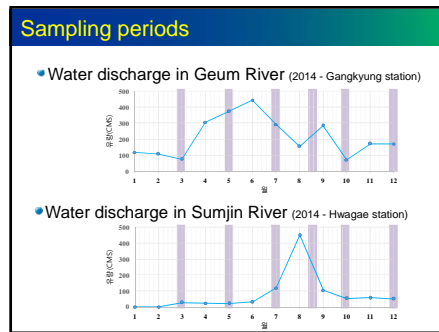 Sampling periods
Water discharge in Geum River (2014 - Gangkyung station)
유량(CMS)
500
400
300
200
100
0
1 2 3 4 5 6 7 8 9 10 11 12
월
Water discharge in Sumjin River (2014 - Hwagae station)
유량(CMS)
500
400
300
200
100
0
1 2 3 4 5 6 7 8 9 10 11 12
월